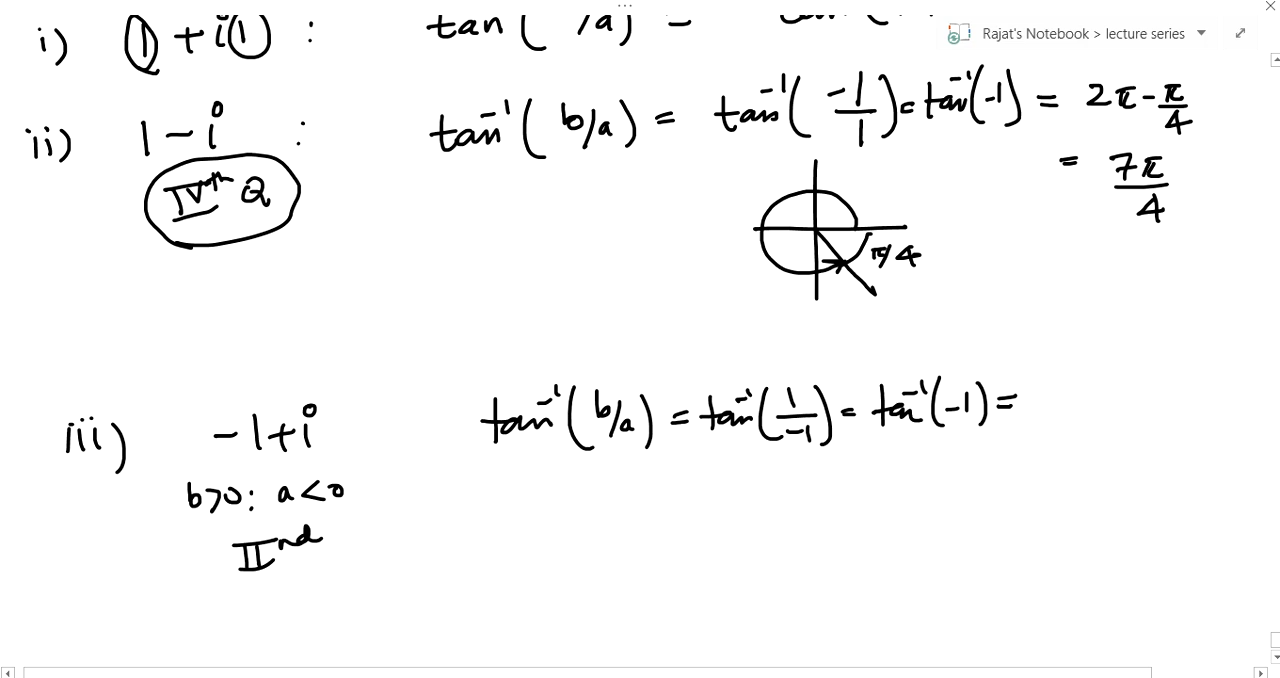 i) 1 + i(1) : tan ( /a) =
Rajat's Notebook > lecture series
ii) 1 - i : tan⁻¹( b/a) = tan⁻¹( -1/1 ) = tan⁻¹(-1) = 2π - π/4
IVth Q
= 7π/4
π/4
iii) -1+i tan⁻¹( b/a) = tan⁻¹( 1/-1 ) = tan⁻¹(-1) =
b>0: a<0
IInd